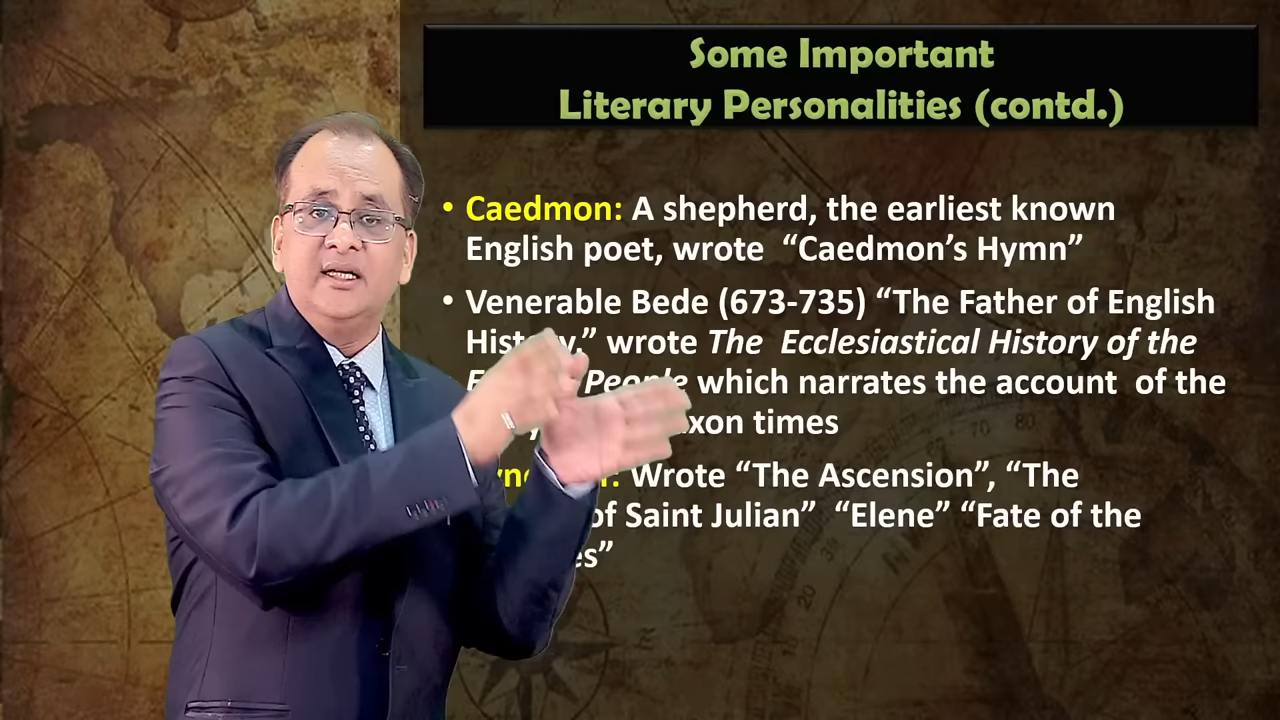 Some Important
Literary Personalities (contd.)
• Caedmon: A shepherd, the earliest known
English poet, wrote “Caedmon’s Hymn”
• Venerable Bede (673-735) “The Father of English
History,” wrote The Ecclesiastical History of the
People which narrates the account of the
times
Wrote “The Ascension”, “The
of Saint Julian” “Elene” “Fate of the